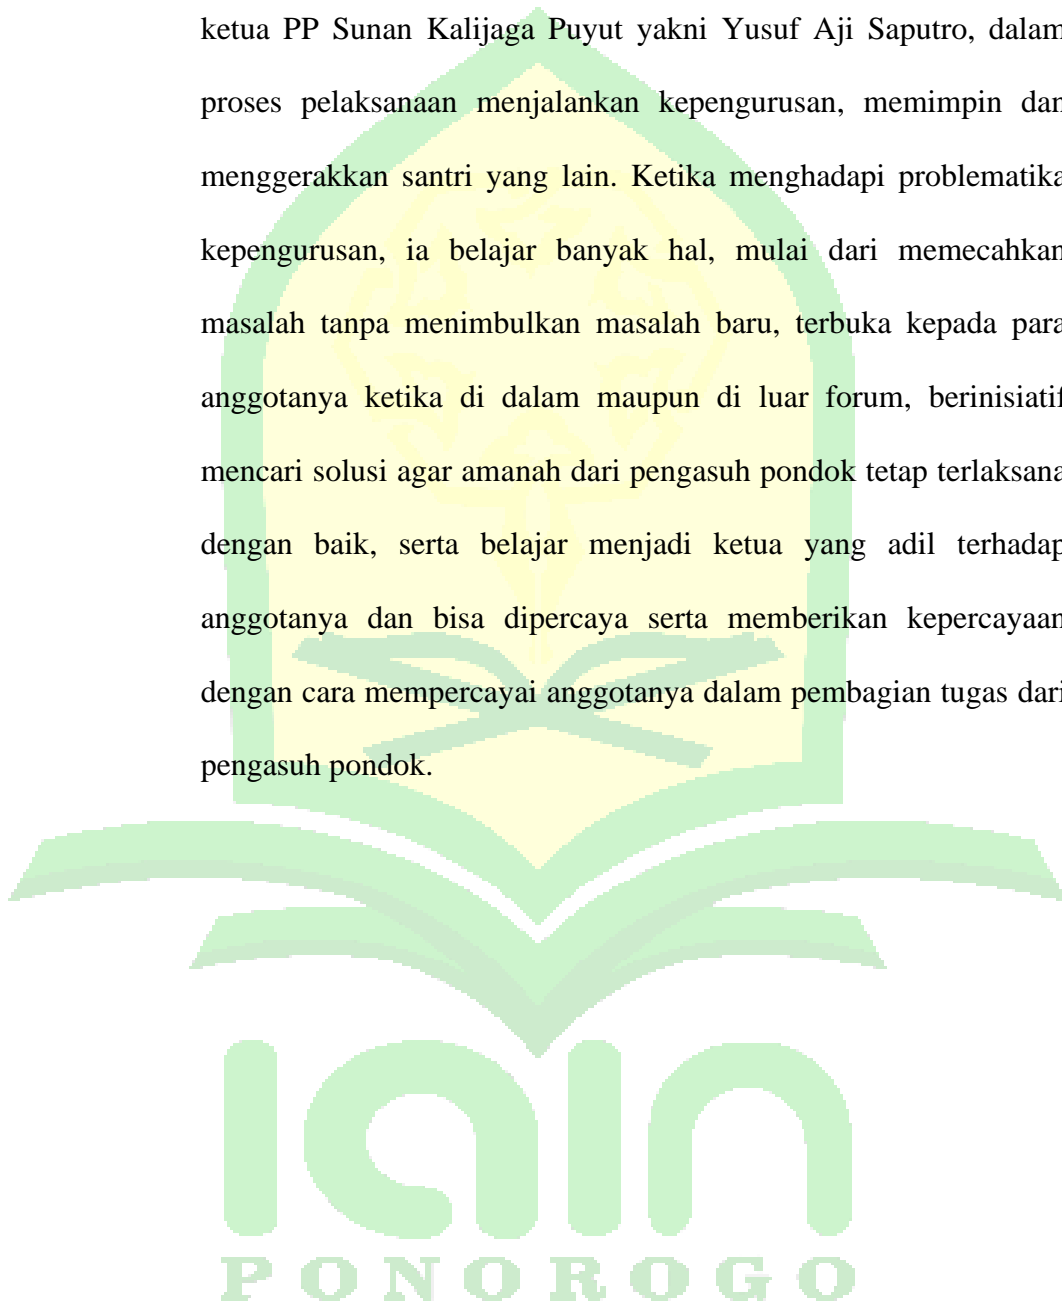 ketua PP Sunan Kalijaga Puyut yakni Yusuf Aji Saputro, dalam
proses pelaksanaan menjalankan kepengurusan, memimpin dan
menggerakkan santri yang lain. Ketika menghadapi problematika
kepengurusan, ia belajar banyak hal, mulai dari memecahkan
masalah tanpa menimbulkan masalah baru, terbuka kepada para
anggotanya ketika di dalam maupun di luar forum, berinisiatif
mencari solusi agar amanah dari pengasuh pondok tetap terlaksana
dengan baik, serta belajar menjadi ketua yang adil terhadap
anggotanya dan bisa dipercaya serta memberikan kepercayaan
dengan cara mempercayai anggotanya dalam pembagian tugas dari
pengasuh pondok.
iain
PONOROGO